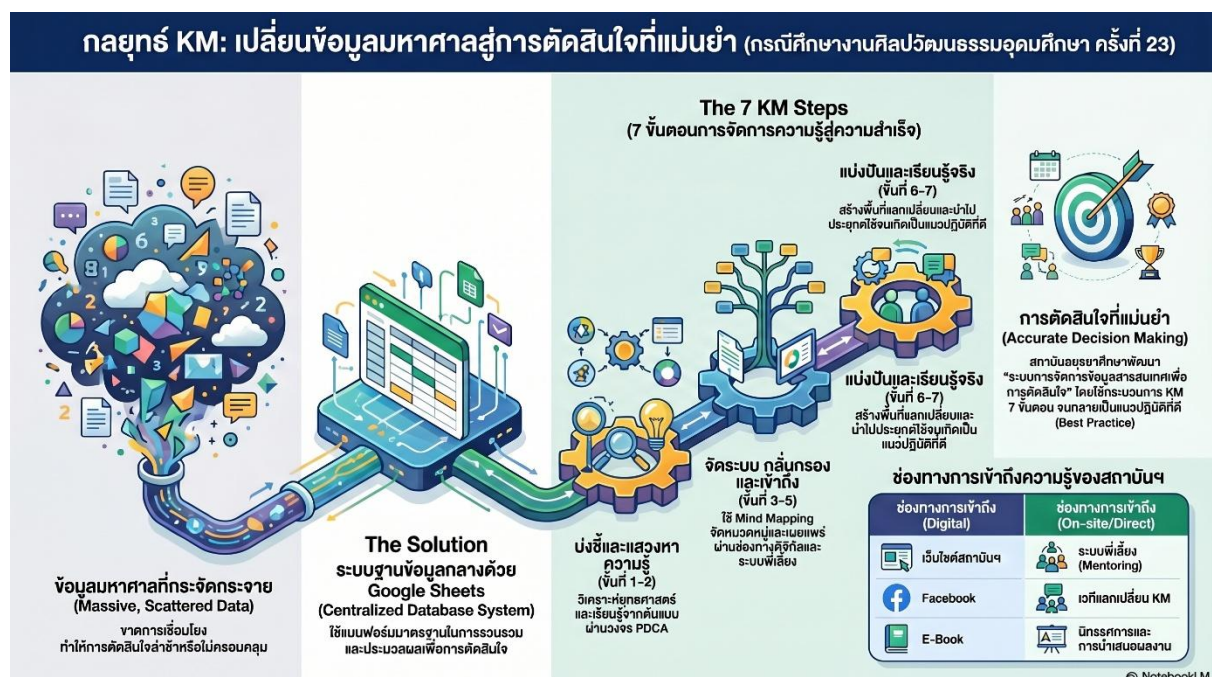 กลยุทธ์ KM: เปลี่ยนข้อมูลมหาศาลสู่การตัดสินใจที่แม่นยำ (กรณีศึกษางานศิลปวัฒนธรรมอุดมศึกษา ครั้งที่ 23)
ข้อมูลมหาศาลที่กระจัดกระจาย
(Massive, Scattered Data)
ขาดการเชื่อมโยง
ทำให้การตัดสินใจล่าช้าหรือไม่ครอบคลุม
The Solution
ระบบฐานข้อมูลกลางด้วย
Google Sheets
(Centralized Database System)
ใช้แบบฟอร์มมาตรฐานในการรวบรวม
และประมวลผลเพื่อการตัดสินใจ
The 7 KM Steps
(7 ขั้นตอนการจัดการความรู้สู่ความสำเร็จ)
บ่งชี้และแสวงหา
ความรู้
(ขั้นที่ 1-2)
วิเคราะห์ยุทธศาสตร์
และเรียนรู้จากต้นแบบ
ผ่านวงจร PDCA
จัดระบบ กลั่นกรอง
และเข้าถึง
(ขั้นที่ 3-5)
ใช้ Mind Mapping
จัดหมวดหมู่และเผยแพร่
ผ่านช่องทางดิจิทัลและ
ระบบพี่เลี้ยง
แบ่งปันและเรียนรู้จริง
(ขั้นที่ 6-7)
สร้างพื้นที่แลกเปลี่ยนและนำไป
ประยุกต์ใช้จนเกิดเป็นแนวปฏิบัติที่ดี
แบ่งปันและเรียนรู้จริง
(ขั้นที่ 6-7)
สร้างพื้นที่แลกเปลี่ยนและ
นำไปประยุกต์ใช้จนเกิดเป็น
แนวปฏิบัติที่ดี
การตัดสินใจที่แม่นยำ
(Accurate Decision Making)
สถาบันอยุธยาศึกษาพัฒนา
"ระบบการจัดการข้อมูลสารสนเทศเพื่อ
การตัดสินใจ" โดยใช้กระบวนการ KM
7 ขั้นตอน จนกลายเป็นแนวปฏิบัติที่ดี
(Best Practice)
ช่องทางการเข้าถึงความรู้ของสถาบันฯ
ช่องทางการเข้าถึง
(Digital)
ช่องทางการเข้าถึง
(On-site/Direct)
เว็บไซต์สถาบันฯ
ระบบพี่เลี้ยง
(Mentoring)
Facebook
เวทีแลกเปลี่ยน KM
E-Book
นิทรรศการและ
การนำเสนอผลงาน
NotebookLM